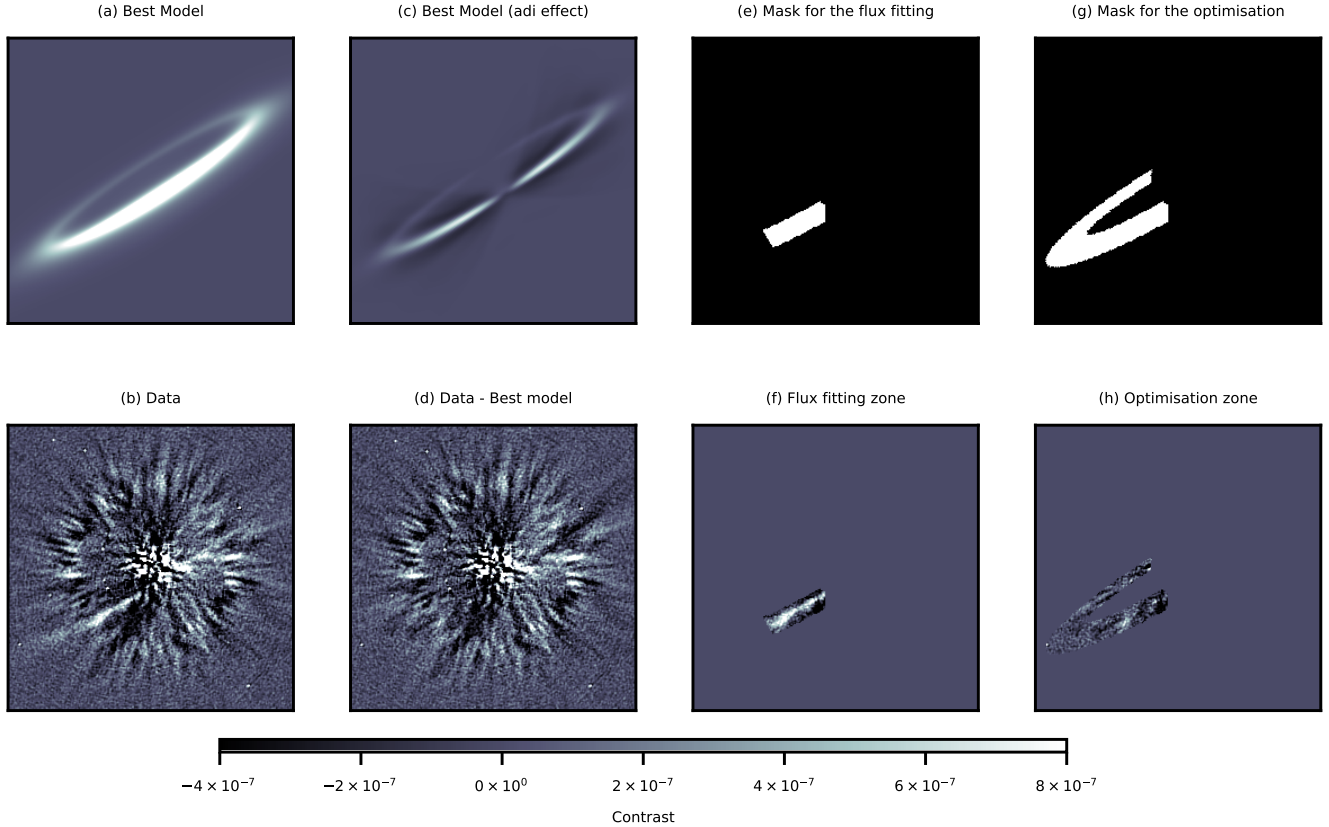 (a) Best Model
(c) Best Model (adi effect)
(e) Mask for the flux fitting
(g) Mask for the optimisation
(b) Data
(d) Data - Best model
(f) Flux fitting zone
(h) Optimisation zone
−4 × 10⁻⁷
−2 × 10⁻⁷
0 × 10⁰
2 × 10⁻⁷
4 × 10⁻⁷
6 × 10⁻⁷
8 × 10⁻⁷
Contrast